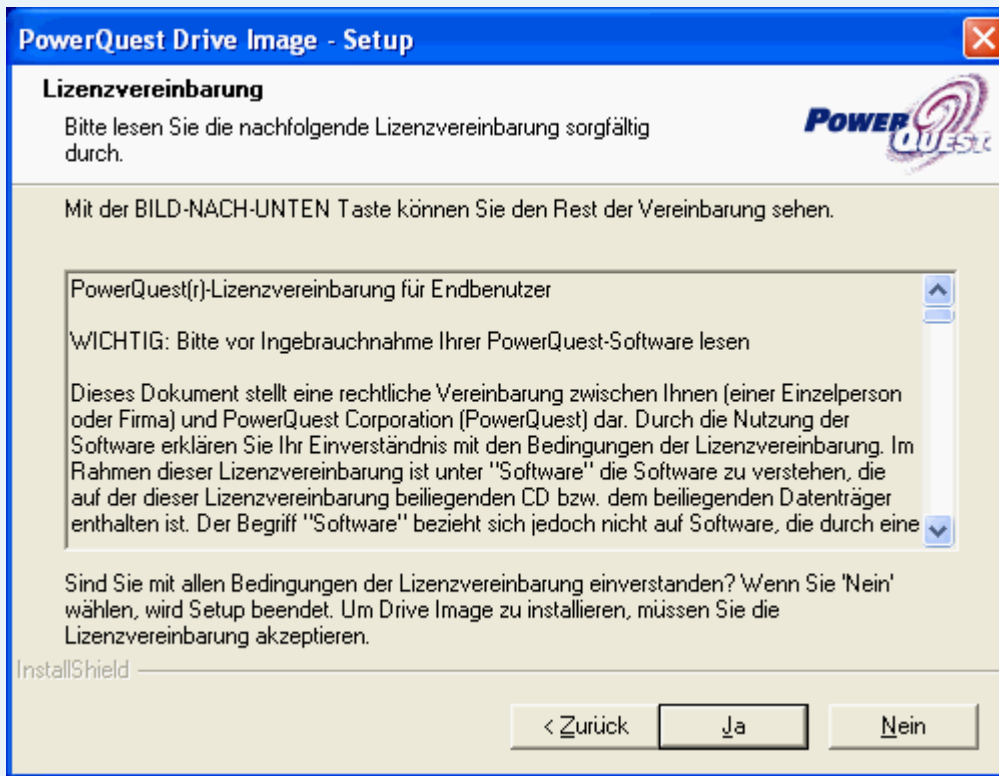 PowerQuest Drive Image - Setup
Lizenzvereinbarung
Bitte lesen Sie die nachfolgende Lizenzvereinbarung sorgfältig
durch.
POWER
QUEST
Mit der BILD-NACH-UNTEN Taste können Sie den Rest der Vereinbarung sehen.
PowerQuest(r)-Lizenzvereinbarung für Endbenutzer
WICHTIG: Bitte vor Ingebrauchnahme Ihrer PowerQuest-Software lesen
Dieses Dokument stellt eine rechtliche Vereinbarung zwischen Ihnen (einer Einzelperson
oder Firma) und PowerQuest Corporation (PowerQuest) dar. Durch die Nutzung der
Software erklären Sie Ihr Einverständnis mit den Bedingungen der Lizenzvereinbarung. Im
Rahmen dieser Lizenzvereinbarung ist unter "Software" die Software zu verstehen, die
auf der dieser Lizenzvereinbarung beiliegenden CD bzw. dem beiliegenden Datenträger
enthalten ist. Der Begriff "Software" bezieht sich jedoch nicht auf Software, die durch eine
Sind Sie mit allen Bedingungen der Lizenzvereinbarung einverstanden? Wenn Sie 'Nein'
wählen, wird Setup beendet. Um Drive Image zu installieren, müssen Sie die
Lizenzvereinbarung akzeptieren.
InstallShield
< Zurück
Ja
Nein